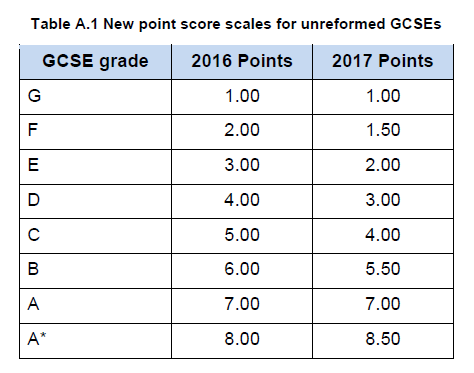 Table A.1 New point score scales for unreformed GCSEs
GCSE grade 2016 Points 2017 Points
G 1.00 1.00
F 2.00 1.50
E 3.00 2.00
D 4.00 3.00
C 5.00 4.00
B 6.00 5.50
A 7.00 7.00
A* 8.00 8.50